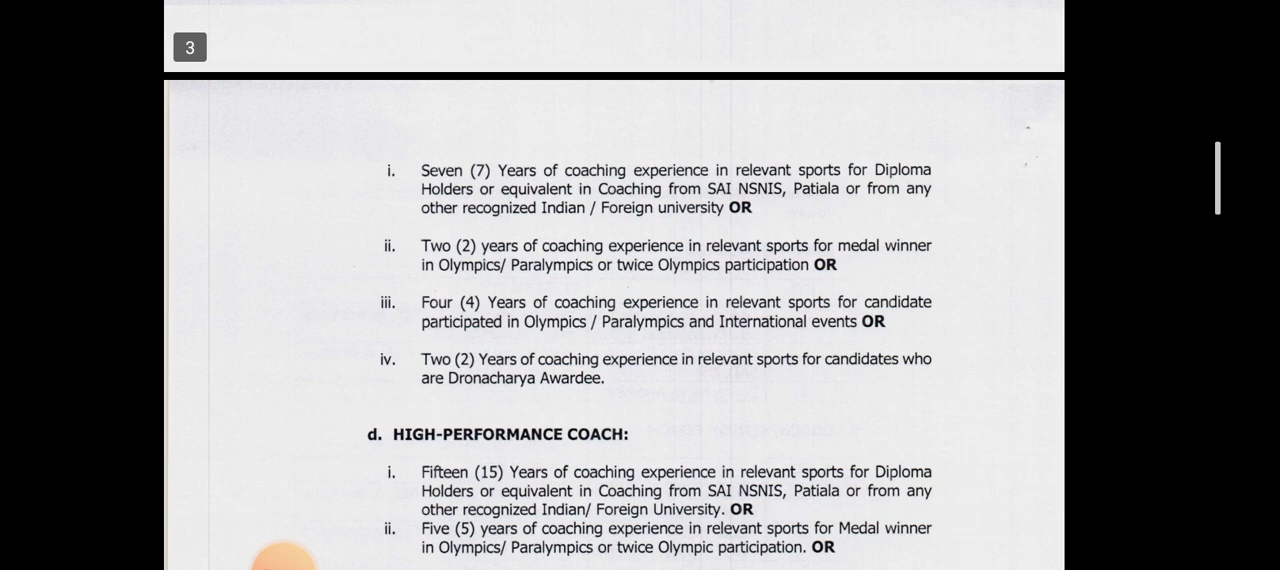 3
i. Seven (7) Years of coaching experience in relevant sports for Diploma
Holders or equivalent in Coaching from SAI NSNIS, Patiala or from any
other recognized Indian / Foreign university OR
ii. Two (2) years of coaching experience in relevant sports for medal winner
in Olympics/ Paralympics or twice Olympics participation OR
iii. Four (4) Years of coaching experience in relevant sports for candidate
participated in Olympics / Paralympics and International events OR
iv. Two (2) Years of coaching experience in relevant sports for candidates who
are Dronacharya Awardee.
d. HIGH-PERFORMANCE COACH:
i. Fifteen (15) Years of coaching experience in relevant sports for Diploma
Holders or equivalent in Coaching from SAI NSNIS, Patiala or from any
other recognized Indian/ Foreign University. OR
ii. Five (5) years of coaching experience in relevant sports for Medal winner
in Olympics/ Paralympics or twice Olympic participation. OR